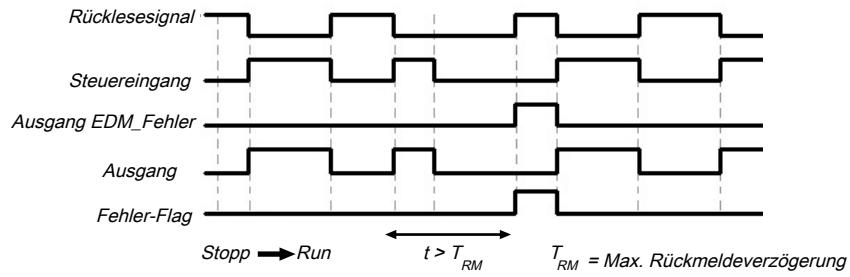 Rücklesesignal
Steuereingang
Ausgang EDM_Fehler
Ausgang
Fehler-Flag
Stopp Run t > T_RM T_RM = Max. Rückmeldeverzögerung